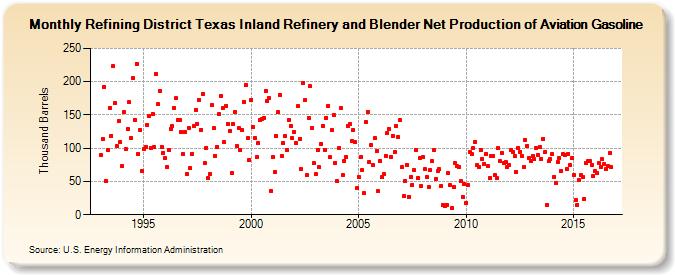 Monthly Refining District Texas Inland Refinery and Blender Net Production of Aviation Gasoline
Thousand Barrels
250
200
150
100
50
0
1995 2000 2005 2010 2015
Source: U.S. Energy Information Administration